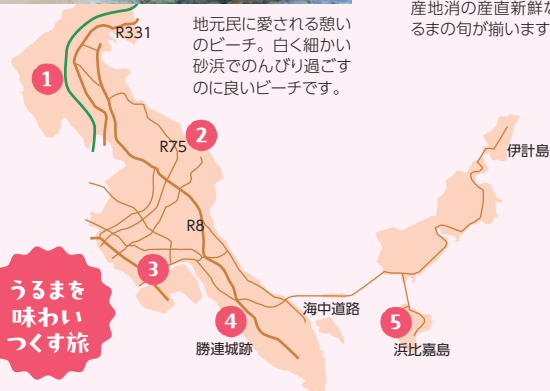 地元民に愛される憩い
のビーチ。白く細かい
砂浜でのんびり過ごす
のに良いビーチです。
産地消の産直新鮮な
るまの旬が揃います
R331
1
2
R75
伊計島
R8
3
うるまを
味わい
つくす旅
4
海中道路
5
勝連城跡
浜比嘉島